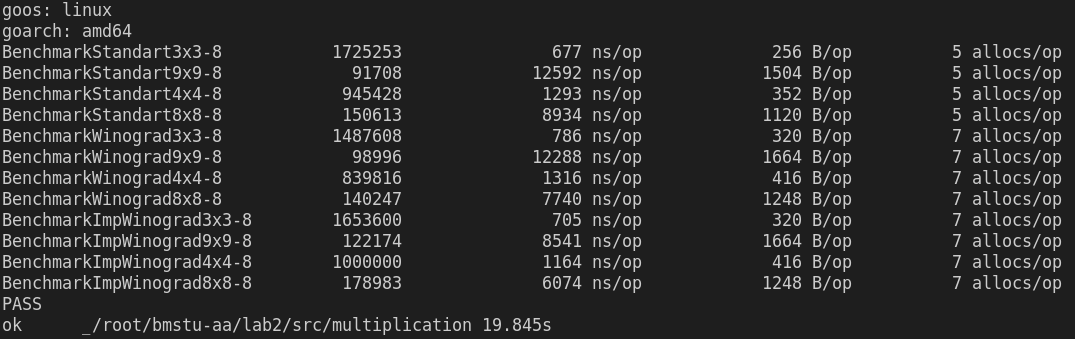 goos: linux
goarch: amd64
BenchmarkStandart3x3-8 1725253 677 ns/op 256 B/op 5 allocs/op
BenchmarkStandart9x9-8 91708 12592 ns/op 1504 B/op 5 allocs/op
BenchmarkStandart4x4-8 945428 1293 ns/op 352 B/op 5 allocs/op
BenchmarkStandart8x8-8 150613 8934 ns/op 1120 B/op 5 allocs/op
BenchmarkWinograd3x3-8 1487608 786 ns/op 320 B/op 7 allocs/op
BenchmarkWinograd9x9-8 98996 12288 ns/op 1664 B/op 7 allocs/op
BenchmarkWinograd4x4-8 839816 1316 ns/op 416 B/op 7 allocs/op
BenchmarkWinograd8x8-8 140247 7740 ns/op 1248 B/op 7 allocs/op
BenchmarkImpWinograd3x3-8 1653600 705 ns/op 320 B/op 7 allocs/op
BenchmarkImpWinograd9x9-8 122174 8541 ns/op 1664 B/op 7 allocs/op
BenchmarkImpWinograd4x4-8 1000000 1164 ns/op 416 B/op 7 allocs/op
BenchmarkImpWinograd8x8-8 178983 6074 ns/op 1248 B/op 7 allocs/op
PASS
ok _/root/bmstu-aa/lab2/src/multiplication 19.845s